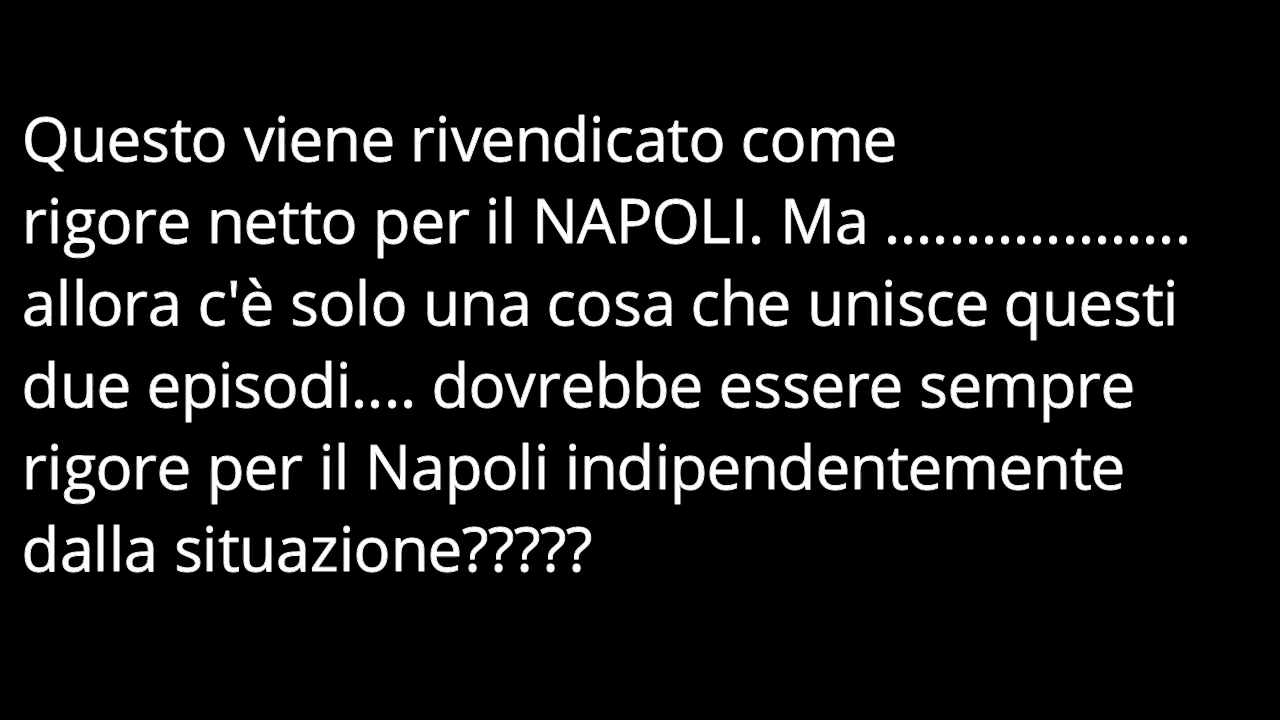 Questo viene rivendicato come
rigore netto per il NAPOLI. Ma ...................
allora c'è solo una cosa che unisce questi
due episodi.... dovrebbe essere sempre
rigore per il Napoli indipendentemente
dalla situazione?????